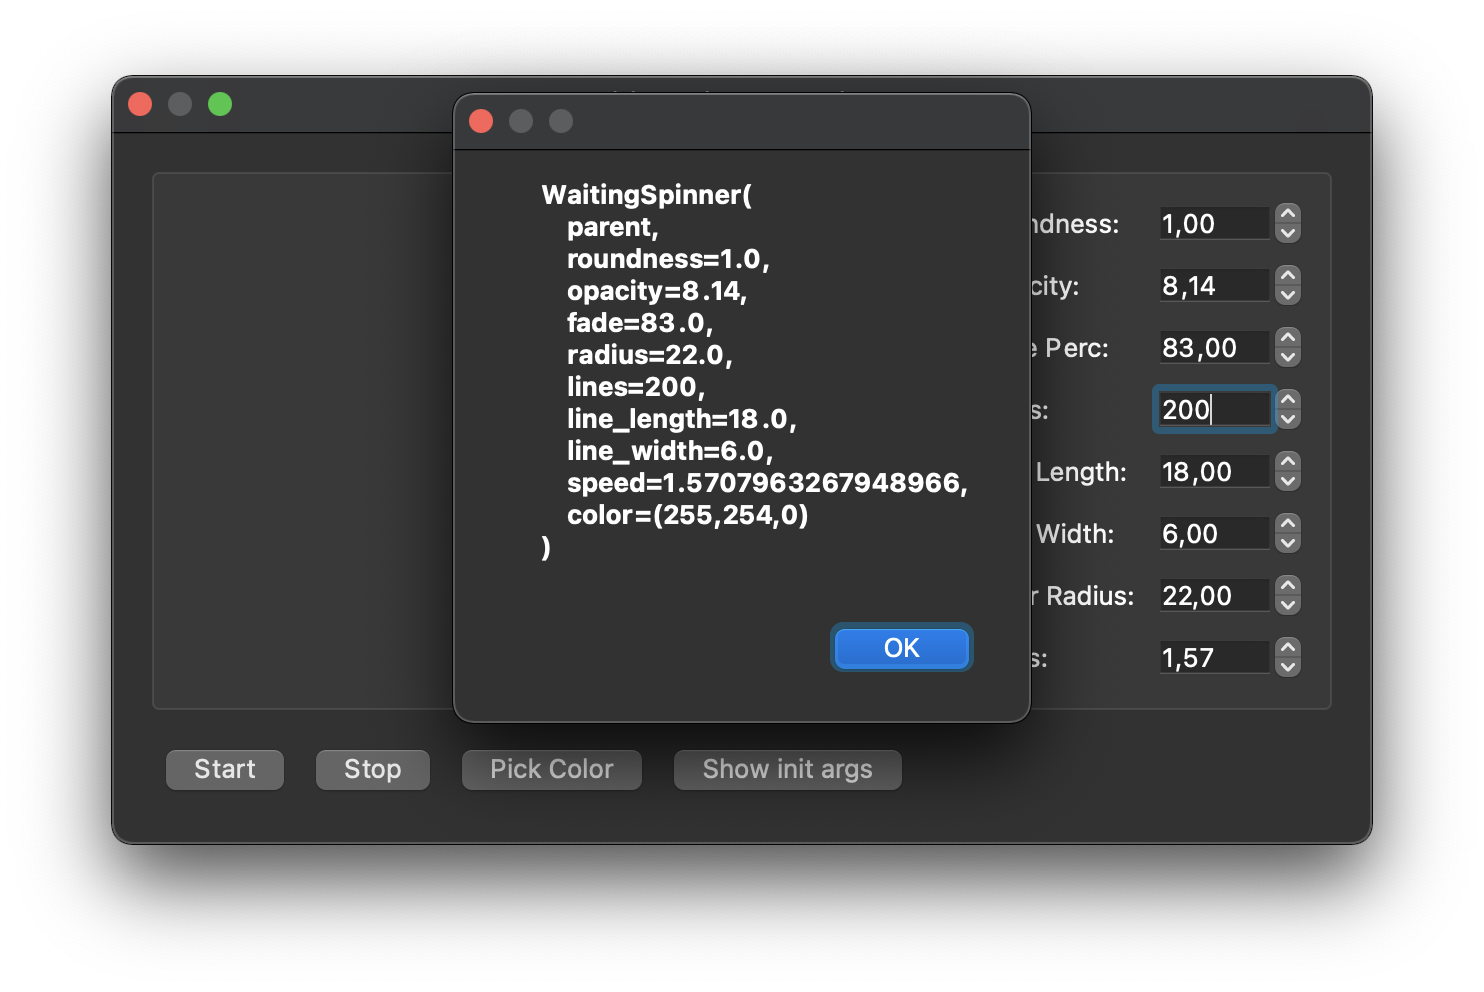 WaitingSpinner(
    parent,
    roundness=1.0,
    opacity=8.14,
    fade=83.0,
    radius=22.0,
    lines=200,
    line_length=18.0,
    line_width=6.0,
    speed=1.5707963267948966,
    color=(255,254,0)
)
OK
ndness: 1,00
city: 8,14
Perc: 83,00
s: 200
Length: 18,00
Width: 6,00
r Radius: 22,00
s: 1,57
Start Stop Pick Color Show init args